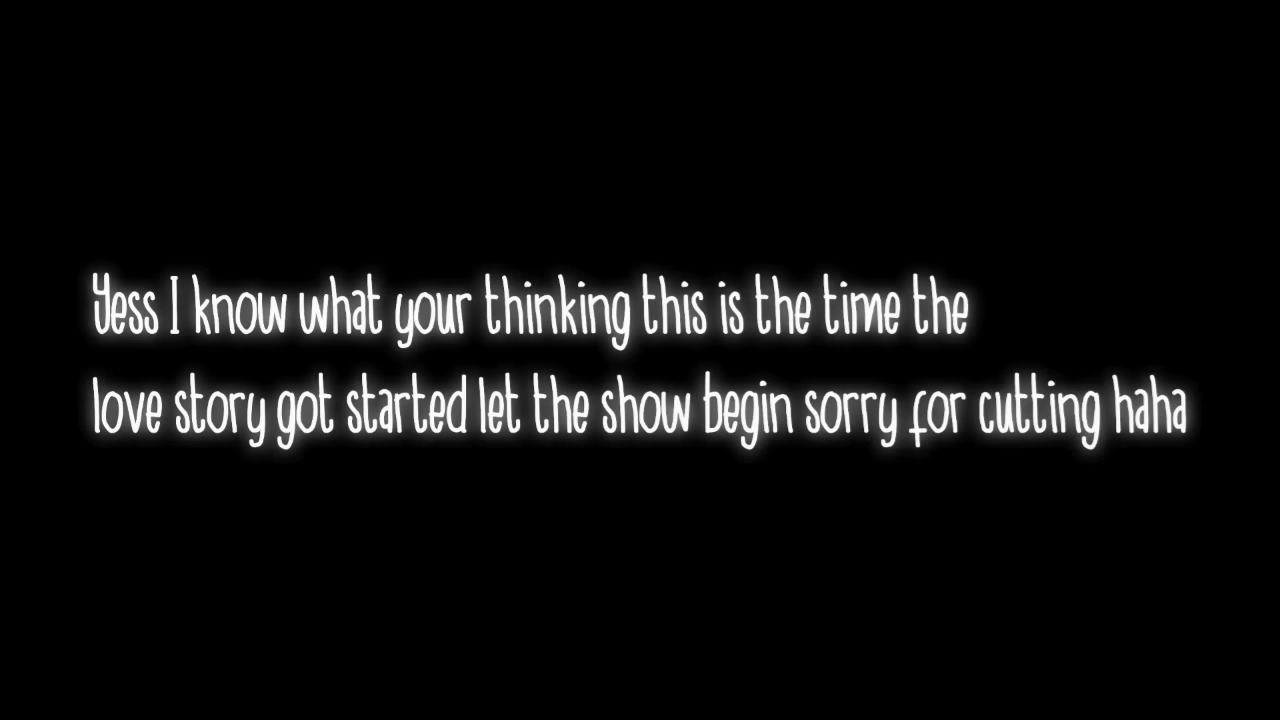 Yess I know what your thinking this is the time the
love story got started let the show begin sorry for cutting haha